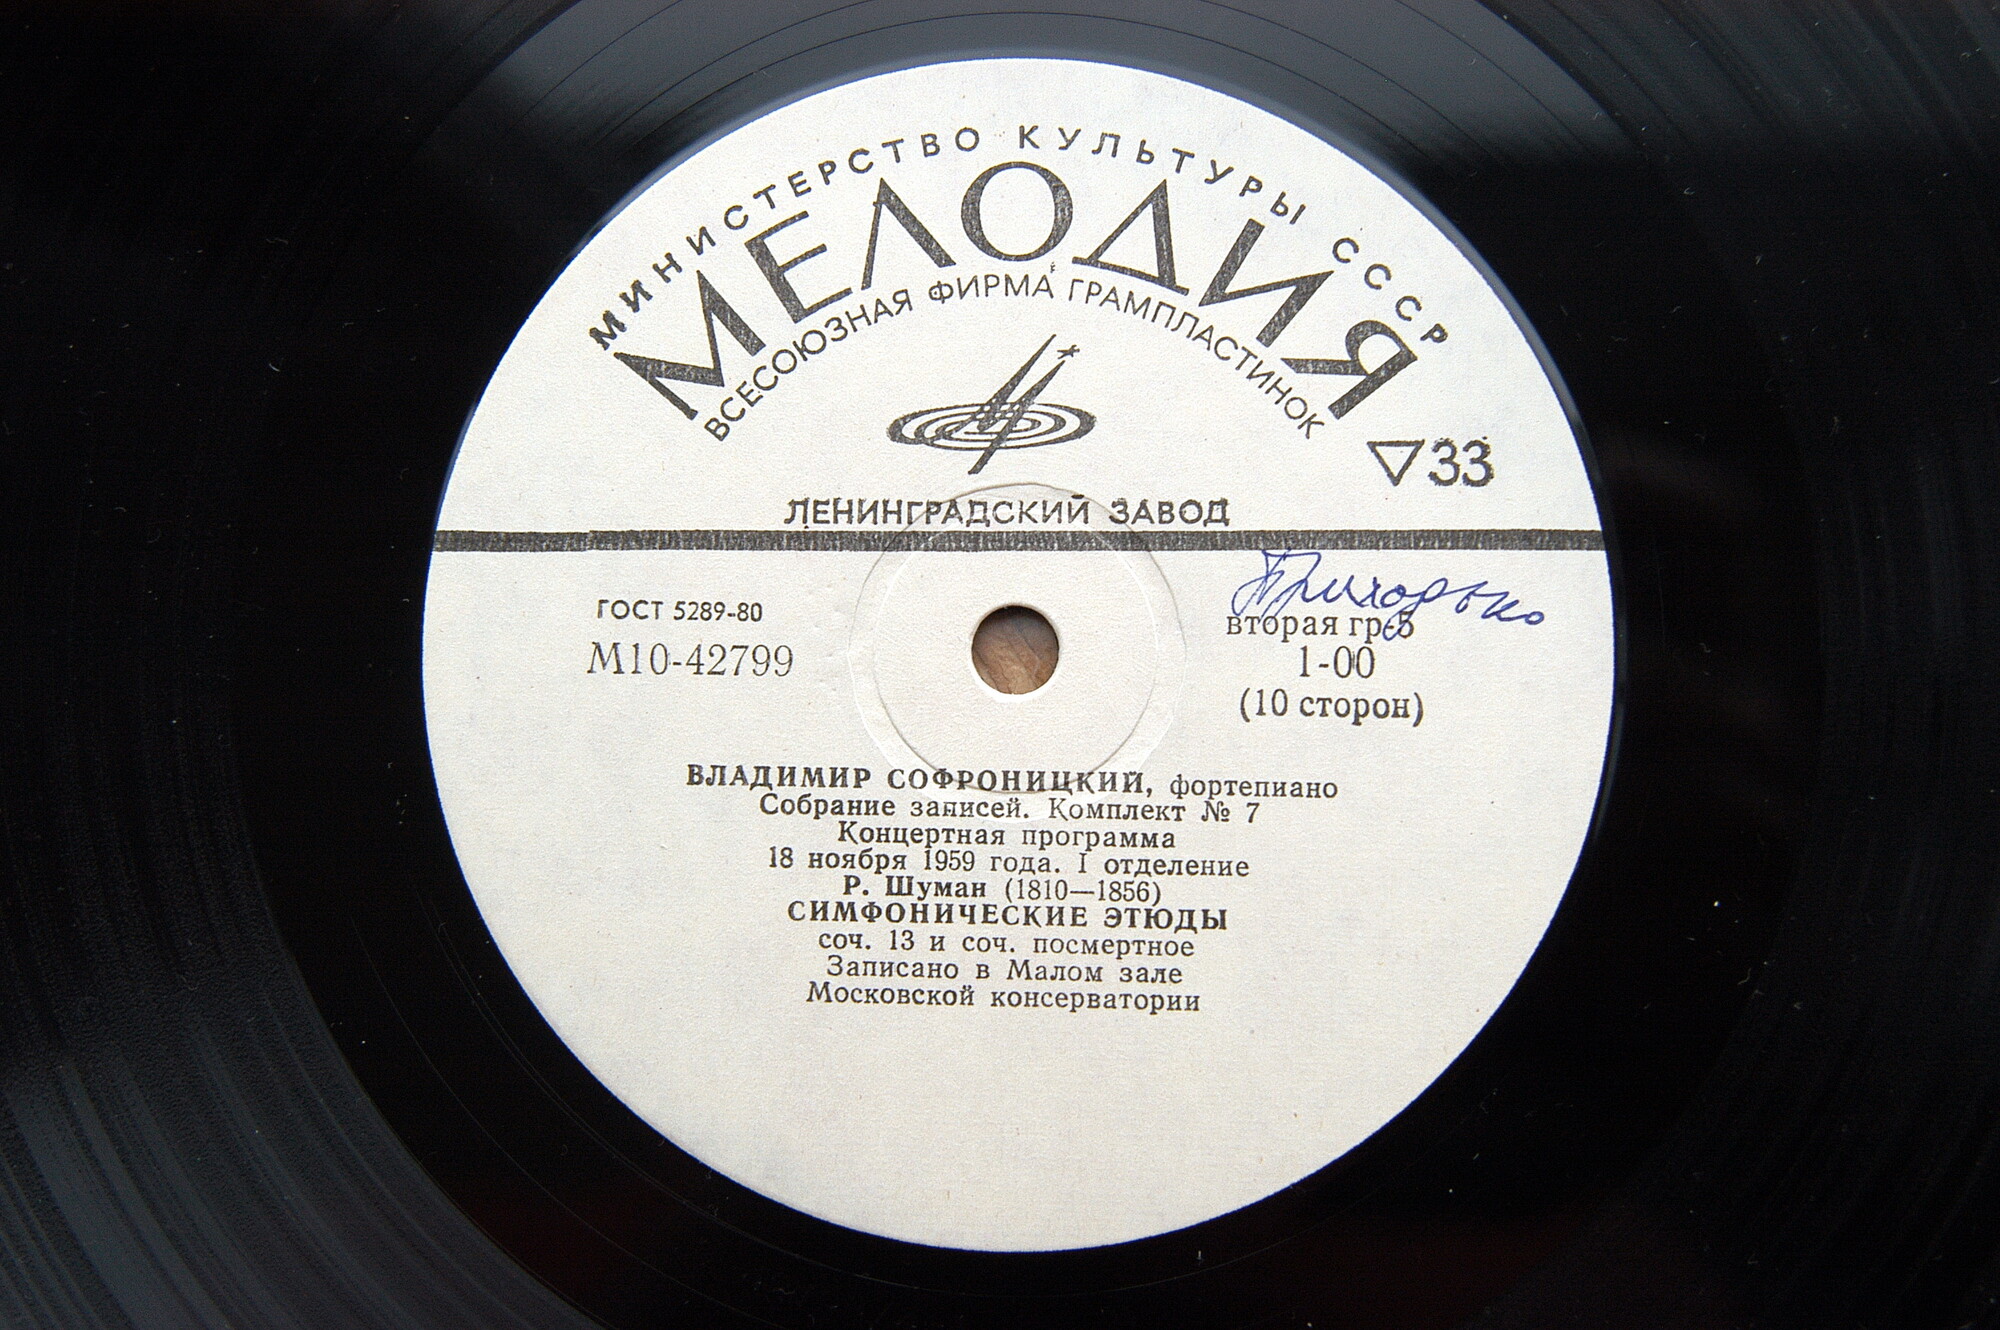 МИНИСТЕРСТВО КУЛЬТУРЫ СССР
МЕЛОДИЯ
ВСЕСОЮЗНАЯ ФИРМА ГРАМПЛАСТИНОК
▽33
ЛЕНИНГРАДСКИЙ ЗАВОД
Приходько
ГОСТ 5289-80
М10-42799
вторая гр-5
1-00
(10 сторон)
ВЛАДИМИР СОФРОНИЦКИЙ, фортепиано
Собрание записей. Комплект № 7
Концертная программа
18 ноября 1959 года. I отделение
Р. Шуман (1810—1856)
СИМФОНИЧЕСКИЕ ЭТЮДЫ
соч. 13 и соч. посмертное
Записано в Малом зале
Московской консерватории